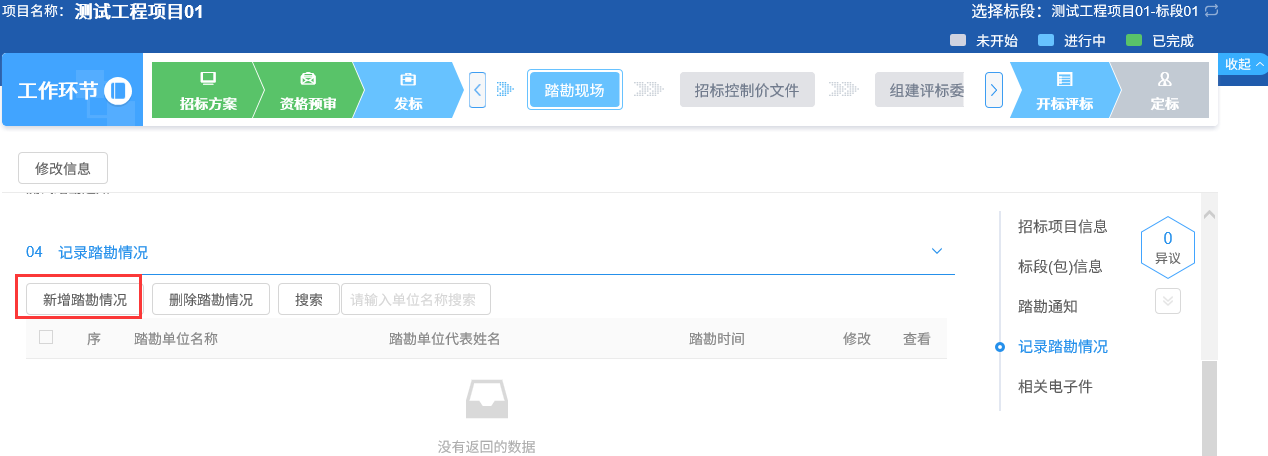 项目名称： 测试工程项目01
选择标段：测试工程项目01-标段01
未开始 进行中 已完成
收起
工作环节
招标方案 资格预审 发标 踏勘现场 招标控制价文件 组建评标委 开标评标 定标
修改信息
04 记录踏勘情况
新增踏勘情况 删除踏勘情况 搜索 请输入单位名称搜索
序 踏勘单位名称 踏勘单位代表姓名 踏勘时间 修改 查看
没有返回的数据
招标项目信息
标段(包)信息
踏勘通知
记录踏勘情况
相关电子件
0
异议